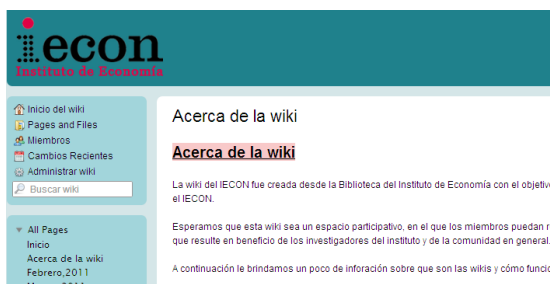 iecon
Instituto de Economía
Inicio del wiki
Pages and Files
Miembros
Cambios Recientes
Administrar wiki
Buscar wiki
All Pages
Inicio
Acerca de la wiki
Febrero,2011
Acerca de la wiki
Acerca de la wiki
La wiki del IECON fue creada desde la Biblioteca del Instituto de Economía con el objetiv
el IECON.
Esperamos que esta wiki sea un espacio participativo, en el que los miembros puedan r
que resulte en beneficio de los investigadores del instituto y de la comunidad en general.
A continuación le brindamos un poco de inforación sobre que son las wikis y cómo funcio